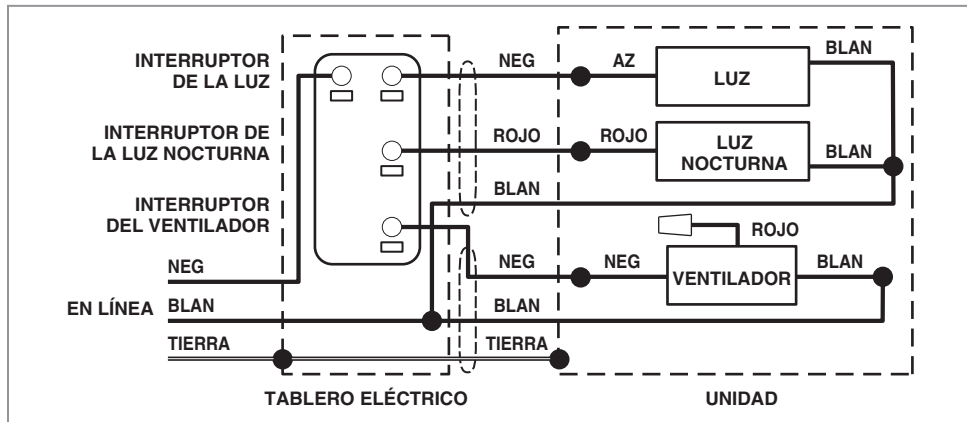 INTERRUPTOR
DE LA LUZ
NEG
AZ
LUZ
BLAN
INTERRUPTOR DE
LA LUZ NOCTURNA
ROJO
ROJO
LUZ
NOCTURNA
BLAN
BLAN
INTERRUPTOR
DEL VENTILADOR
ROJO
NEG
NEG
NEG
VENTILADOR
BLAN
EN LÍNEA
BLAN
BLAN
TIERRA
TIERRA
TABLERO ELÉCTRICO
UNIDAD